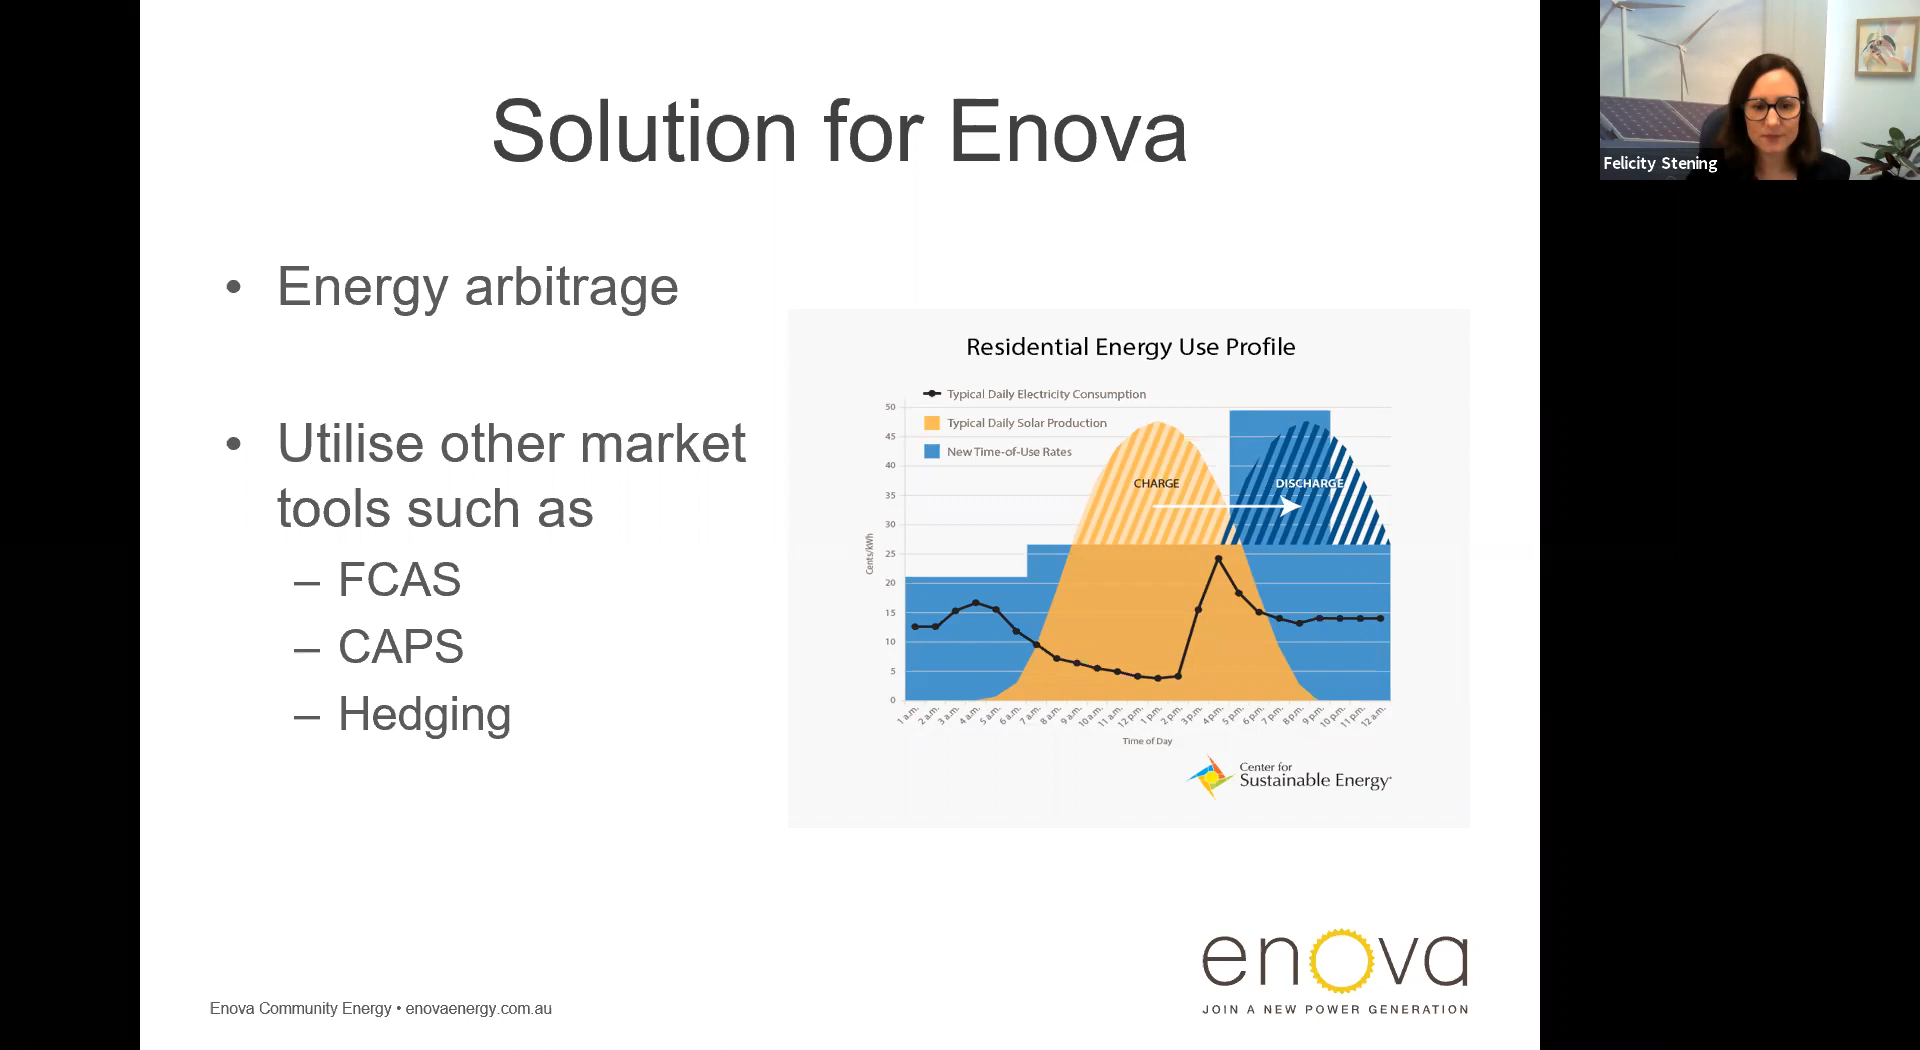 Solution for Enova
• Energy arbitrage
• Utilise other market
tools such as
– FCAS
– CAPS
– Hedging
Residential Energy Use Profile
Typical Daily Electricity Consumption
Typical Daily Solar Production
New Time-of-Use Rates
50
45
40
35
30
25
20
15
10
5
0
Cents/kWh
CHARGE
DISCHARGE
1 a.m.
2 a.m.
3 a.m.
4 a.m.
5 a.m.
6 a.m.
7 a.m.
8 a.m.
9 a.m.
10 a.m.
11 a.m.
12 p.m.
1 p.m.
2 p.m.
3 p.m.
4 p.m.
5 p.m.
6 p.m.
7 p.m.
8 p.m.
9 p.m.
10 p.m.
11 p.m.
12 a.m.
Time of Day
Center for
Sustainable Energy
enova
JOIN A NEW POWER GENERATION
Enova Community Energy • enovaenergy.com.au
Felicity Stening